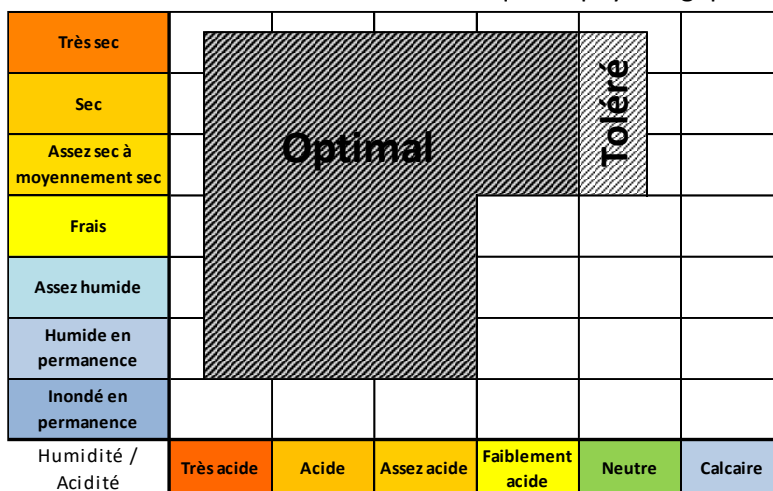 Très sec
Sec
Assez sec à
moyennement sec
Frais
Assez humide
Humide en
permanence
Inondé en
permanence
Optimal
Toléré
Humidité /
Acidité
Très acide
Acide
Assez acide
Faiblement
acide
Neutre
Calcaire